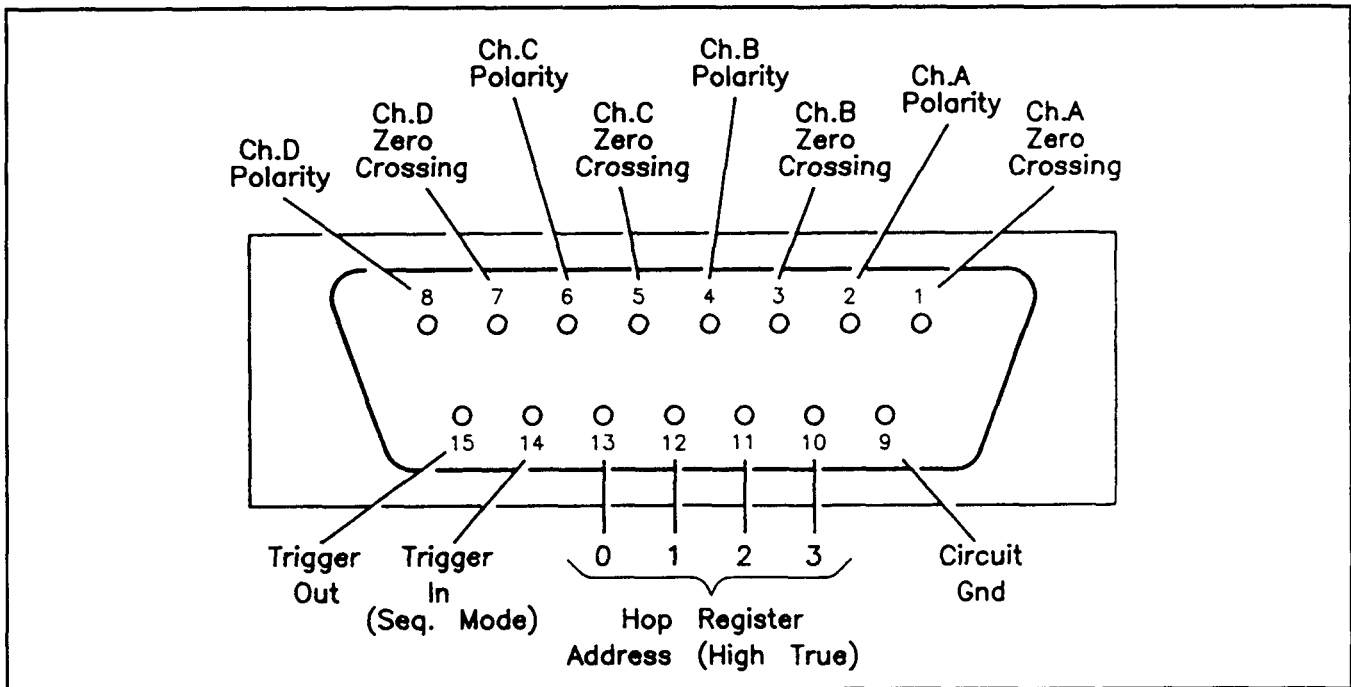 Ch.C
Polarity
Ch.B
Polarity
Ch.A
Polarity
Ch.D
Zero
Crossing
Ch.C
Zero
Crossing
Ch.B
Zero
Crossing
Ch.A
Zero
Crossing
Ch.D
Polarity
8 7 6 5 4 3 2 1
15 14 13 12 11 10 9
Trigger
Out
Trigger
In
(Seq. Mode)
0 1 2 3
Hop Register
Address (High True)
Circuit
Gnd